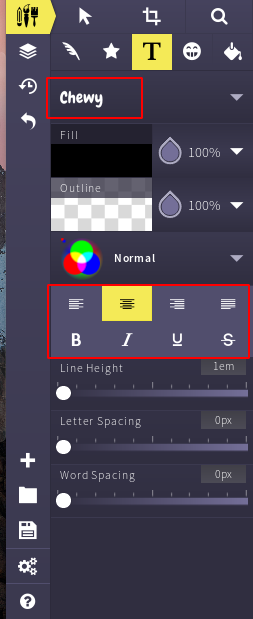 T
Chewy
Fill
100%
Outline
100%
Normal
B I U S
Line Height 1em
Letter Spacing 0px
Word Spacing 0px
?